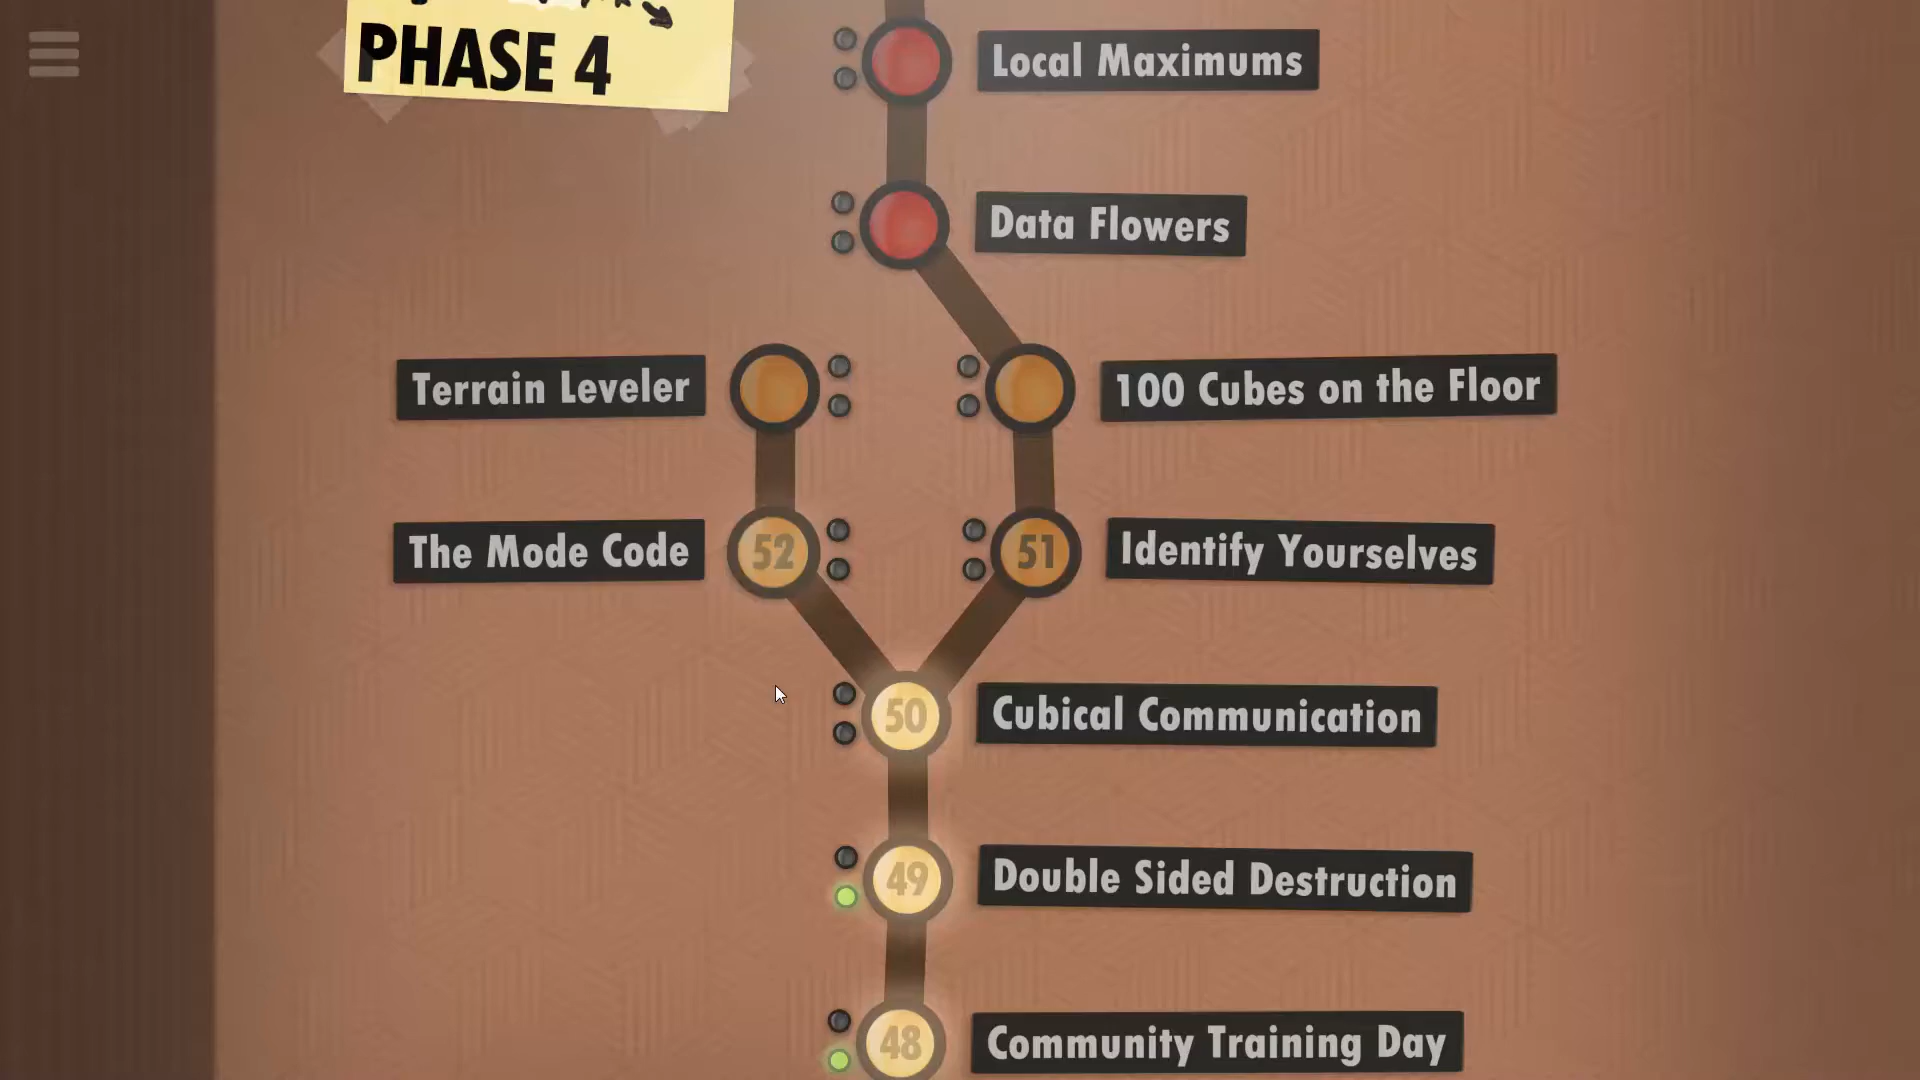 PHASE 4
Local Maximums
Data Flowers
Terrain Leveler
100 Cubes on the Floor
The Mode Code
52
51
Identify Yourselves
50
Cubical Communication
49
Double Sided Destruction
48
Community Training Day